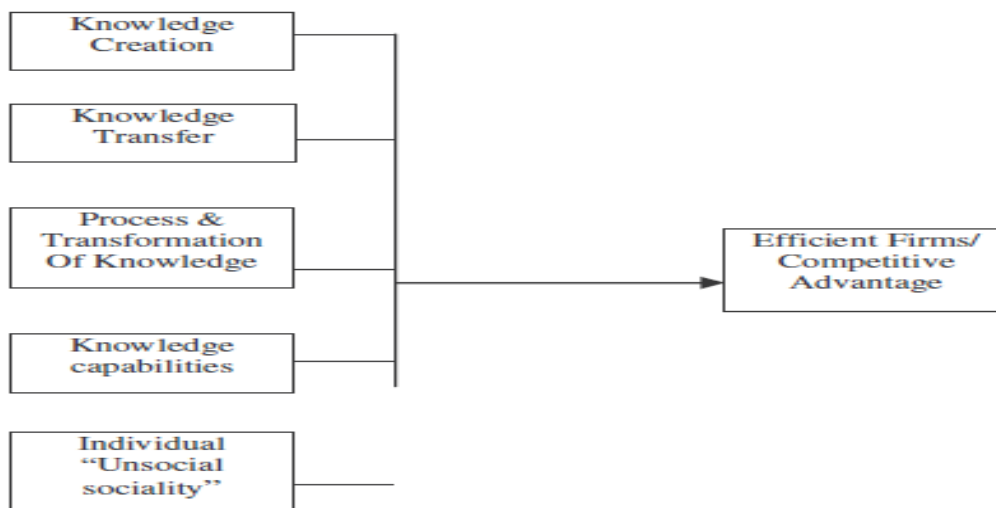 Knowledge
Creation
Knowledge
Transfer
Process &
Transformation
Of Knowledge
Knowledge
capabilities
Individual
“Unsocial
sociality”
Efficient Firms/
Competitive
Advantage